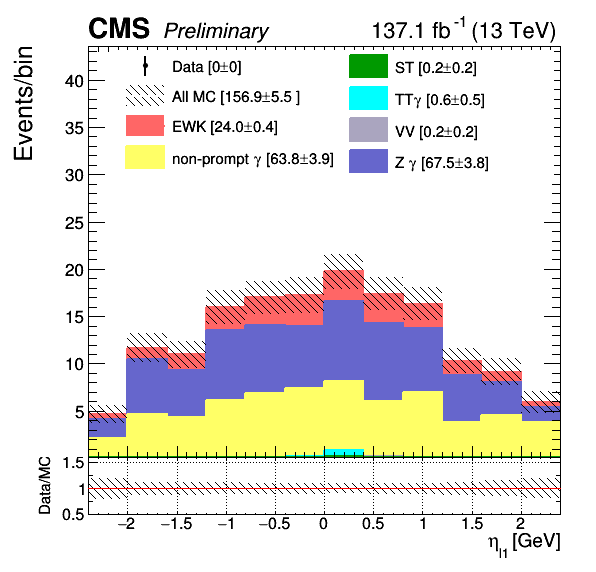 CMS Preliminary 137.1 fb⁻¹ (13 TeV)
Events/bin
Data [0±0]
All MC [156.9±5.5 ]
EWK [24.0±0.4]
non-prompt γ [63.8±3.9]
ST [0.2±0.2]
TTγ [0.6±0.5]
VV [0.2±0.2]
Z γ [67.5±3.8]
40
35
30
25
20
15
10
5
Data/MC
1.5
1
0.5
−2 −1.5 −1 −0.5 0 0.5 1 1.5 2
η_l1 [GeV]